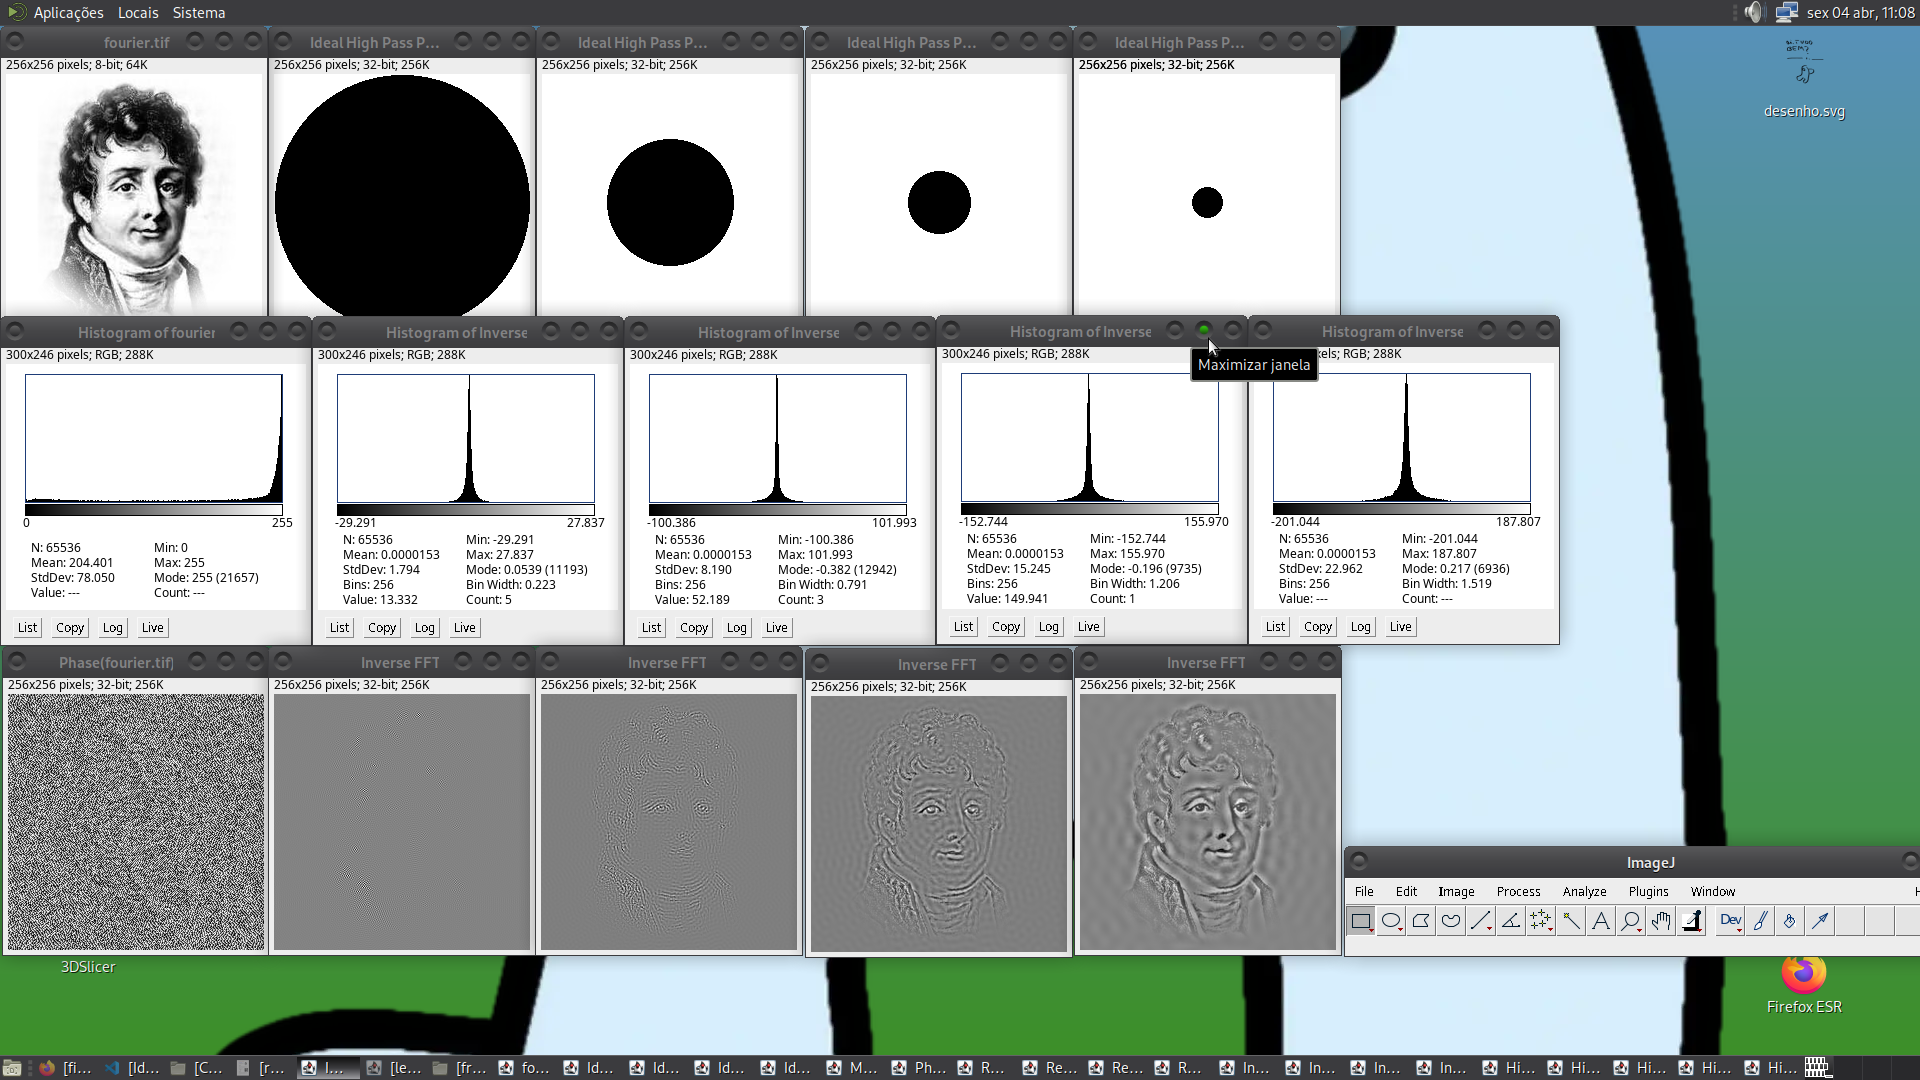 Aplicações Locais Sistema
sex 04 abr, 11:08
fourier.tif
256x256 pixels; 8-bit; 64K
Ideal High Pass P...
256x256 pixels; 32-bit; 256K
Ideal High Pass P...
256x256 pixels; 32-bit; 256K
Ideal High Pass P...
256x256 pixels; 32-bit; 256K
Ideal High Pass P...
256x256 pixels; 32-bit; 256K
desenho.svg
Histogram of fourier
300x246 pixels; RGB; 288K
0 255
N: 65536 Min: 0
Mean: 204.401 Max: 255
StdDev: 78.050 Mode: 255 (21657)
Value: --- Count: ---
List Copy Log Live
Histogram of Inverse
300x246 pixels; RGB; 288K
-29.291 27.837
N: 65536 Min: -29.291
Mean: 0.0000153 Max: 27.837
StdDev: 1.794 Mode: 0.0539 (11193)
Bins: 256 Bin Width: 0.223
Value: 13.332 Count: 5
List Copy Log Live
Histogram of Inverse
300x246 pixels; RGB; 288K
-100.386 101.993
N: 65536 Min: -100.386
Mean: 0.0000153 Max: 101.993
StdDev: 8.190 Mode: -0.382 (12942)
Bins: 256 Bin Width: 0.791
Value: 52.189 Count: 3
List Copy Log Live
Histogram of Inverse
300x246 pixels; RGB; 288K
Maximizar janela
-152.744 155.970
N: 65536 Min: -152.744
Mean: 0.0000153 Max: 155.970
StdDev: 15.245 Mode: -0.196 (9735)
Bins: 256 Bin Width: 1.206
Value: 149.941 Count: 1
List Copy Log Live
Histogram of Inverse
xels; RGB; 288K
-201.044 187.807
N: 65536 Min: -201.044
Mean: 0.0000153 Max: 187.807
StdDev: 22.962 Mode: 0.217 (6936)
Bins: 256 Bin Width: 1.519
Value: --- Count: ---
List Copy Log Live
Phase(fourier.tif)
256x256 pixels; 32-bit; 256K
Inverse FFT
256x256 pixels; 32-bit; 256K
Inverse FFT
256x256 pixels; 32-bit; 256K
Inverse FFT
256x256 pixels; 32-bit; 256K
Inverse FFT
256x256 pixels; 32-bit; 256K
ImageJ
File Edit Image Process Analyze Plugins Window H
A Dev
3DSlicer
Firefox ESR
[fi... [Id... [C... [r... I... [le... [fr... fo... Id... Id... Id... Id... M... Ph... R... Re... Re... R... In... In... In... In... Hi... Hi... Hi... Hi... Hi...